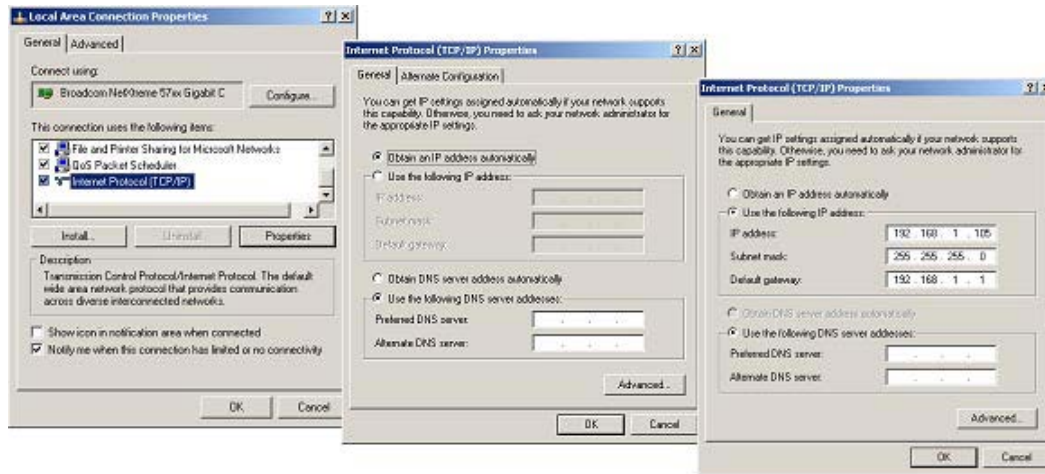 Local Area Connection Properties
General
Advanced
Connect using:
Broadcom NetXtreme 57xx Gigabit C
Configure...
This connection uses the following items:
File and Printer Sharing for Microsoft Networks
QoS Packet Scheduler
Internet Protocol (TCP/IP)
Install...
Uninstall
Properties
Description
Transmission Control Protocol/Internet Protocol. The default
wide area network protocol that provides communication
across diverse interconnected networks.
Show icon in notification area when connected
Notify me when this connection has limited or no connectivity
OK
Cancel
Internet Protocol (TCP/IP) Properties
General
Alternate Configuration
You can get IP settings assigned automatically if your network supports
this capability. Otherwise, you need to ask your network administrator for
the appropriate IP settings.
Obtain an IP address automatically
Use the following IP address:
IP address:
Subnet mask:
Default gateway:
Obtain DNS server address automatically
Use the following DNS server addresses:
Preferred DNS server:
Alternate DNS server:
Advanced...
OK
Cancel
Internet Protocol (TCP/IP) Properties
General
You can get IP settings assigned automatically if your network supports
this capability. Otherwise, you need to ask your network administrator for
the appropriate IP settings.
Obtain an IP address automatically
Use the following IP address:
IP address: 192 . 168 . 1 . 105
Subnet mask: 255 . 255 . 255 . 0
Default gateway: 192 . 168 . 1 . 1
Obtain DNS server address automatically
Use the following DNS server addresses:
Preferred DNS server:
Alternate DNS server:
Advanced...
OK
Cancel